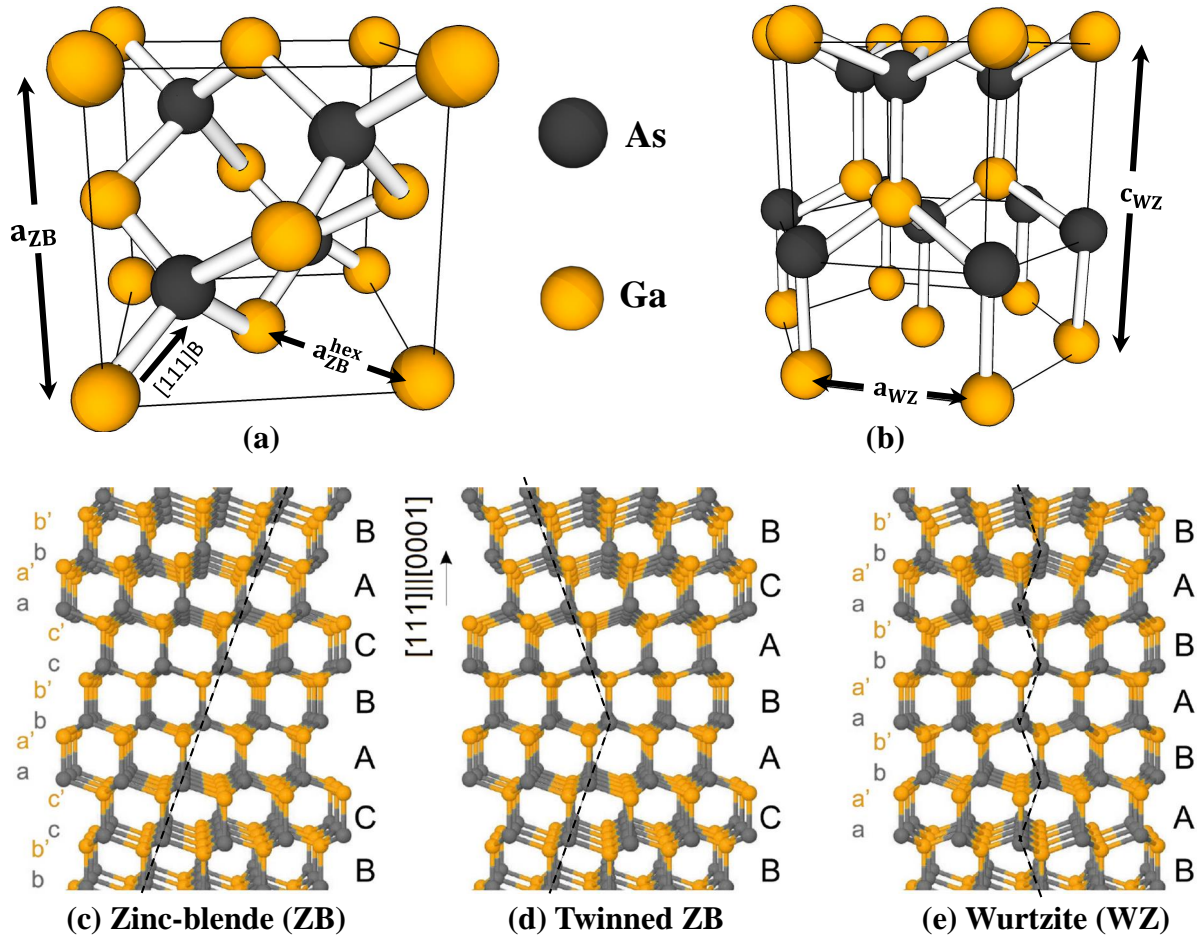 a_ZB
[111]B
a_ZB^hex
(a)
As
Ga
c_WZ
a_WZ
(b)
b'
b
a'
a
c'
c
b'
b
a'
a
c'
c
b'
b
B
A
C
B
A
C
B
(c) Zinc-blende (ZB)
[111]||[0001]
B
C
A
B
A
C
B
(d) Twinned ZB
b'
b
a'
a
b'
b
a'
a
b'
b
a'
a
B
A
B
A
B
A
B
(e) Wurtzite (WZ)